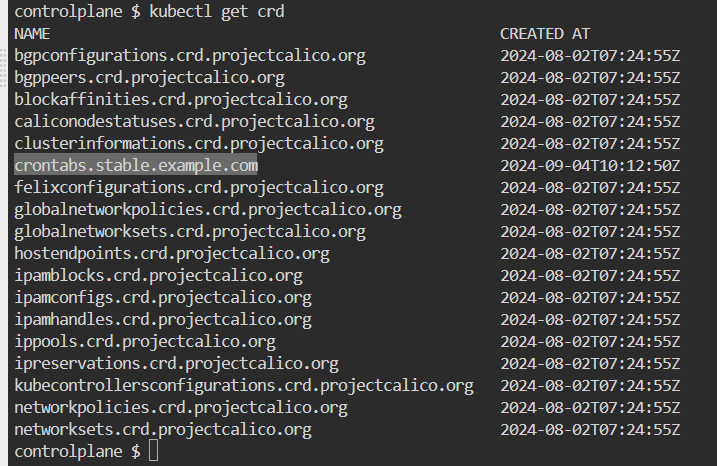 controlplane $ kubectl get crd
NAME CREATED AT
bgpconfigurations.crd.projectcalico.org 2024-08-02T07:24:55Z
bgppeers.crd.projectcalico.org 2024-08-02T07:24:55Z
blockaffinities.crd.projectcalico.org 2024-08-02T07:24:55Z
caliconodestatuses.crd.projectcalico.org 2024-08-02T07:24:55Z
clusterinformations.crd.projectcalico.org 2024-08-02T07:24:55Z
crontabs.stable.example.com 2024-09-04T10:12:50Z
felixconfigurations.crd.projectcalico.org 2024-08-02T07:24:55Z
globalnetworkpolicies.crd.projectcalico.org 2024-08-02T07:24:55Z
globalnetworksets.crd.projectcalico.org 2024-08-02T07:24:55Z
hostendpoints.crd.projectcalico.org 2024-08-02T07:24:55Z
ipamblocks.crd.projectcalico.org 2024-08-02T07:24:55Z
ipamconfigs.crd.projectcalico.org 2024-08-02T07:24:55Z
ipamhandles.crd.projectcalico.org 2024-08-02T07:24:55Z
ippools.crd.projectcalico.org 2024-08-02T07:24:55Z
ipreservations.crd.projectcalico.org 2024-08-02T07:24:55Z
kubecontrollersconfigurations.crd.projectcalico.org 2024-08-02T07:24:55Z
networkpolicies.crd.projectcalico.org 2024-08-02T07:24:55Z
networksets.crd.projectcalico.org 2024-08-02T07:24:55Z
controlplane $